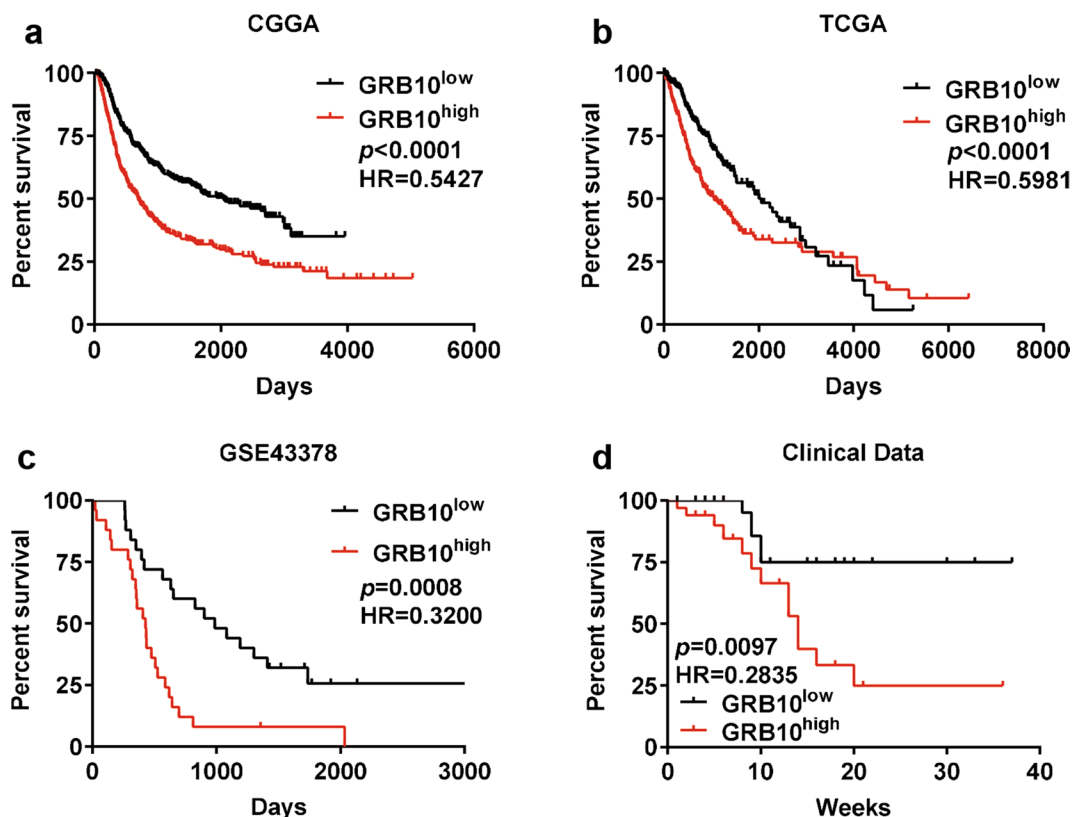 a
CGGA
Percent survival
100
75
50
25
0
0 2000 4000 6000
Days
GRB10low
GRB10high
p<0.0001
HR=0.5427
b
TCGA
Percent survival
100
75
50
25
0
0 2000 4000 6000 8000
Days
GRB10low
GRB10high
p<0.0001
HR=0.5981
c
GSE43378
Percent survival
100
75
50
25
0
0 1000 2000 3000
Days
GRB10low
GRB10high
p=0.0008
HR=0.3200
d
Clinical Data
Percent survival
100
75
50
25
0
0 10 20 30 40
Weeks
p=0.0097
HR=0.2835
GRB10low
GRB10high